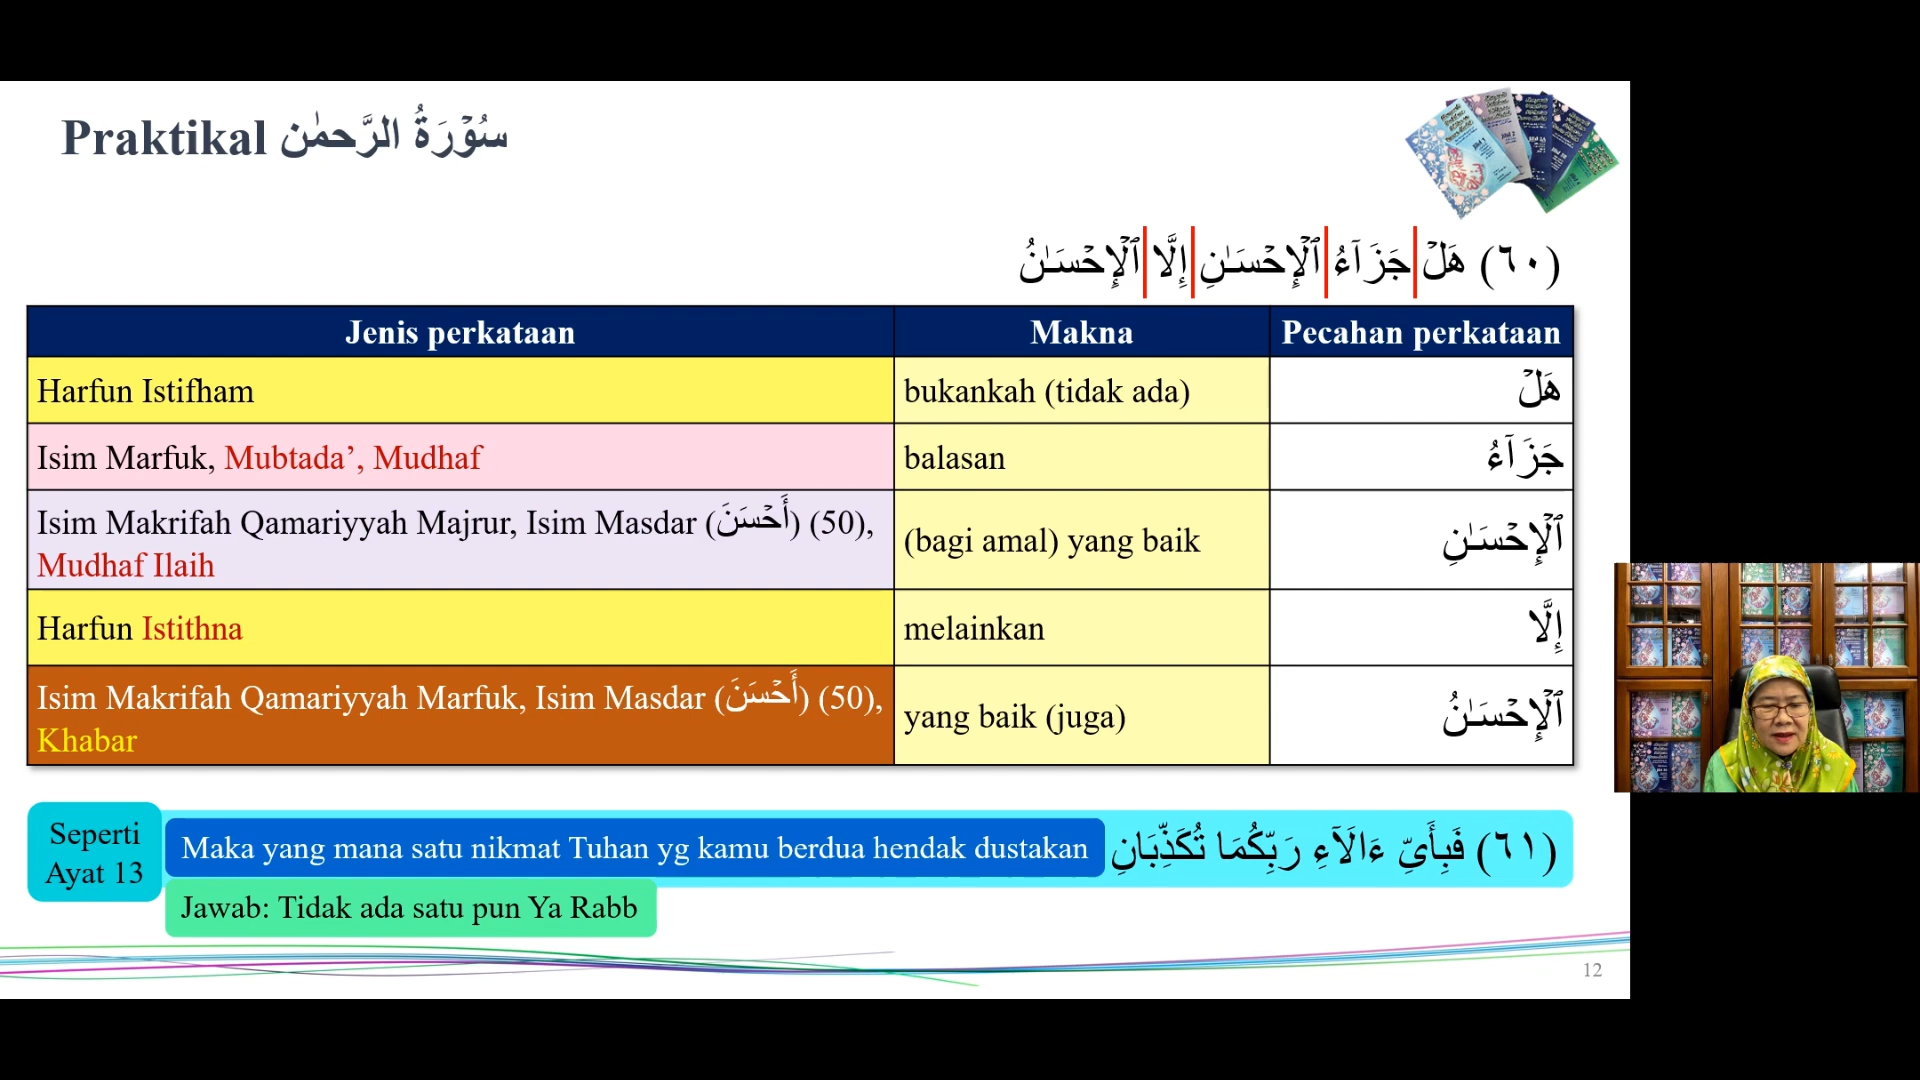 Praktikal سُوْرَةُ الرَّحمٰن
(٦٠) هَلْ جَزَآءُ ٱلْإِحْسَـٰنِ إِلَّا ٱلْإِحْسَـٰنُ
Jenis perkataan Makna Pecahan perkataan
Harfun Istifham bukankah (tidak ada) هَلْ
Isim Marfuk, Mubtada’, Mudhaf balasan جَزَآءُ
Isim Makrifah Qamariyyah Majrur, Isim Masdar (أَحْسَنَ) (50),
Mudhaf Ilaih (bagi amal) yang baik ٱلْإِحْسَـٰنِ
Harfun Istithna melainkan إِلَّا
Isim Makrifah Qamariyyah Marfuk, Isim Masdar (أَحْسَنَ) (50),
Khabar yang baik (juga) ٱلْإِحْسَـٰنُ
Seperti
Ayat 13
Maka yang mana satu nikmat Tuhan yg kamu berdua hendak dustakan (٦١) فَبِأَىِّ ءَالَآءِ رَبِّكُمَا تُكَذِّبَانِ
Jawab: Tidak ada satu pun Ya Rabb
12